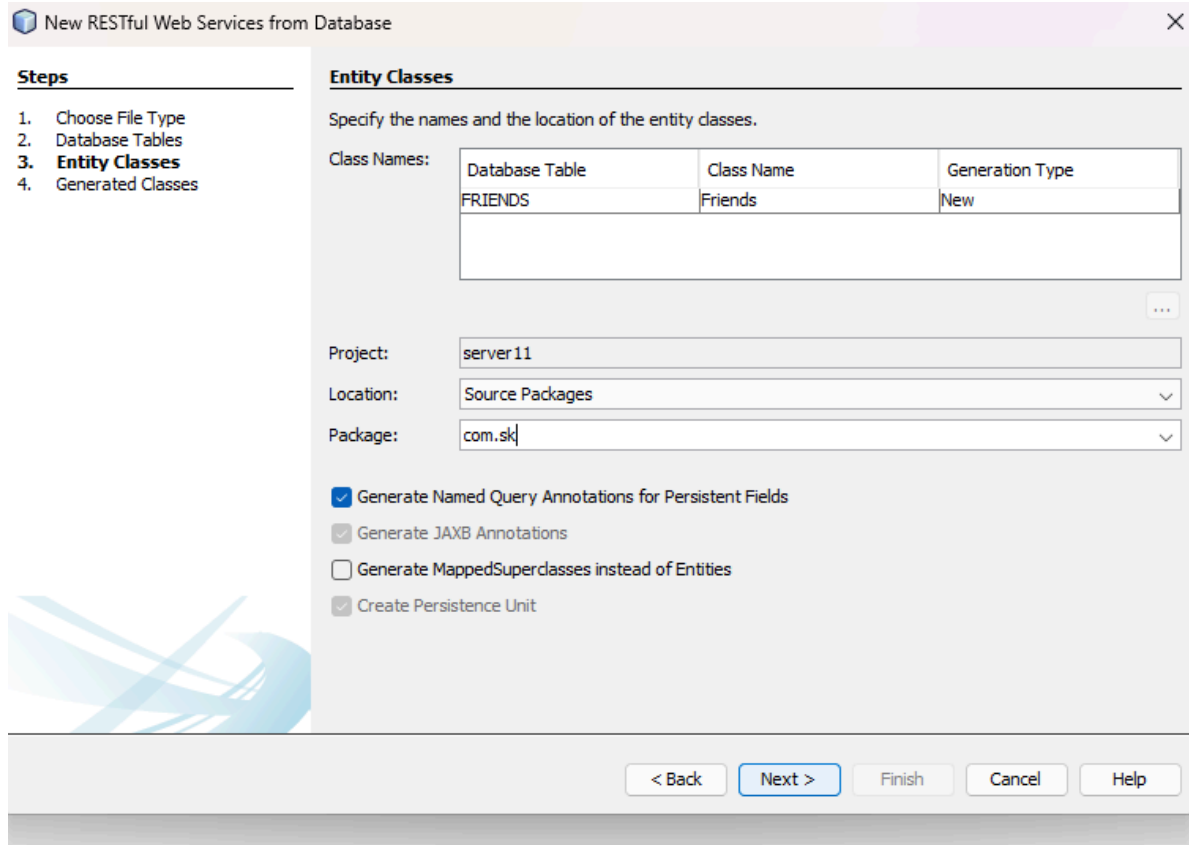 New RESTful Web Services from Database
Steps
1. Choose File Type
2. Database Tables
3. Entity Classes
4. Generated Classes
Entity Classes
Specify the names and the location of the entity classes.
Class Names:
Database Table Class Name Generation Type
FRIENDS Friends New
...
Project: server11
Location: Source Packages
Package: com.sk
Generate Named Query Annotations for Persistent Fields
Generate JAXB Annotations
Generate MappedSuperclasses instead of Entities
Create Persistence Unit
< Back Next > Finish Cancel Help